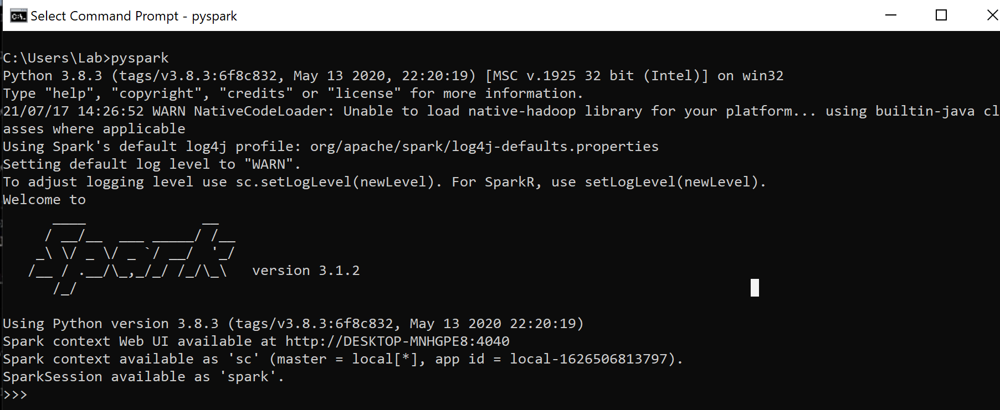 Select Command Prompt - pyspark
C:\Users\Lab>pyspark
Python 3.8.3 (tags/v3.8.3:6f8c832, May 13 2020, 22:20:19) [MSC v.1925 32 bit (Intel)] on win32
Type "help", "copyright", "credits" or "license" for more information.
21/07/17 14:26:52 WARN NativeCodeLoader: Unable to load native-hadoop library for your platform... using builtin-java cl
asses where applicable
Using Spark's default log4j profile: org/apache/spark/log4j-defaults.properties
Setting default log level to "WARN".
To adjust logging level use sc.setLogLevel(newLevel). For SparkR, use setLogLevel(newLevel).
Welcome to
      ____              __
     / __/__  ___ _____/ /__
    _\ \/ _ \/ _ `/ __/  '_/
   /__ / .__/\_,_/_/ /_/\_\   version 3.1.2
      /_/
Using Python version 3.8.3 (tags/v3.8.3:6f8c832, May 13 2020 22:20:19)
Spark context Web UI available at http://DESKTOP-MNHGPE8:4040
Spark context available as 'sc' (master = local[*], app id = local-1626506813797).
SparkSession available as 'spark'.
>>>